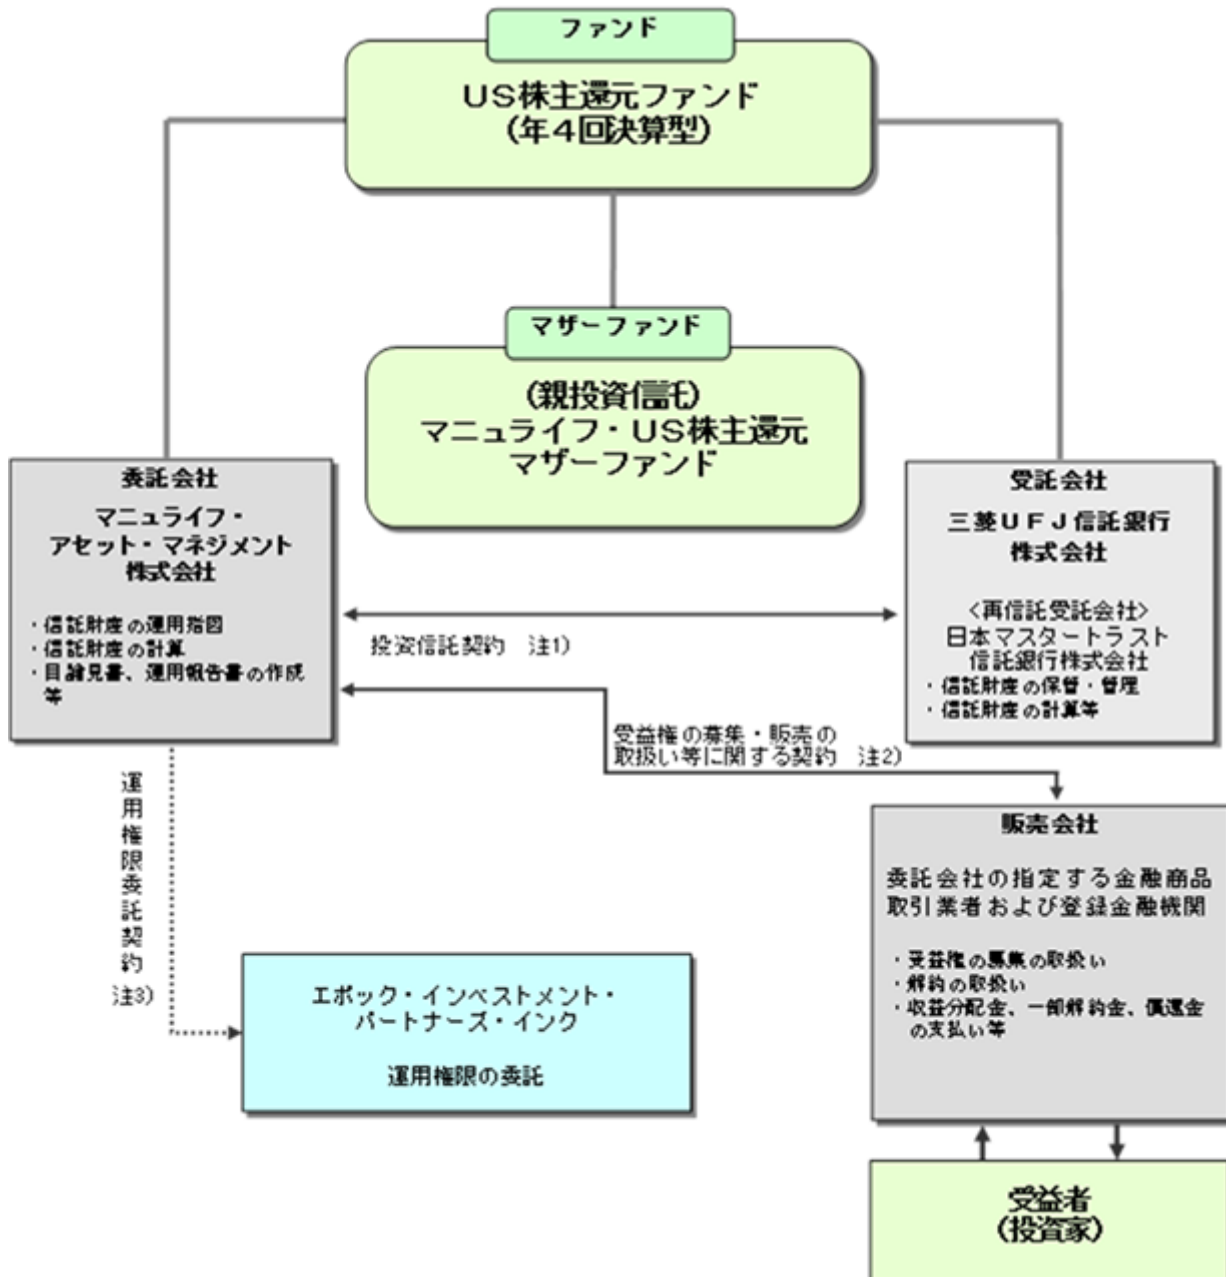 ファンド
US株主還元ファンド
(年4回決算型)
マザーファンド
(親投資信託)
マニュライフ・US株主還元
マザーファンド
委託会社
マニュライフ・
アセット・マネジメント
株式会社
・信託財産の運用指図
・信託財産の計算
・目論見書、運用報告書の作成
等
受託会社
三菱UFJ信託銀行
株式会社
<再信託受託会社>
日本マスタートラスト
信託銀行株式会社
・信託財産の保管・管理
・信託財産の計算等
投資信託契約 注1)
受益権の募集・販売の
取扱い等に関する契約 注2)
運用権限委託契約
注3)
エポック・インベストメント・
パートナーズ・インク
運用権限の委託
販売会社
委託会社の指定する金融商品
取引業者および登録金融機関
・受益権の募集の取扱い
・解約の取扱い
・収益分配金、一部解約金、償還金
の支払い等
受益者
(投資家)